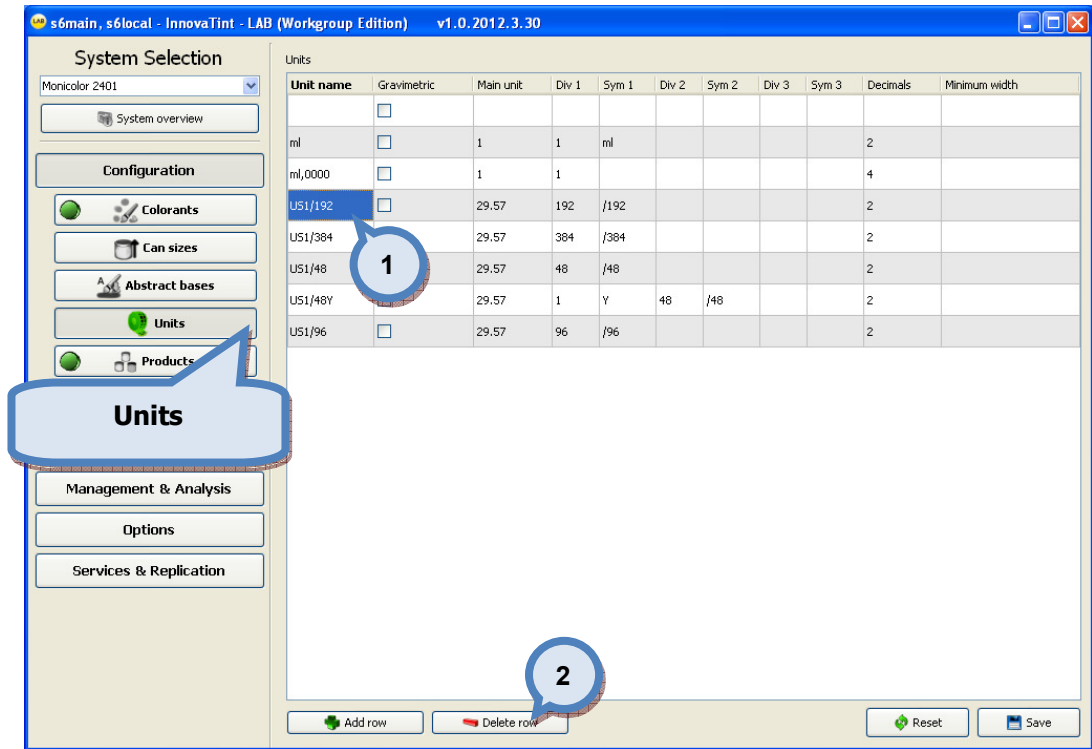 LAB s6main, s6local - InnovaTint - LAB (Workgroup Edition) v1.0.2012.3.30
System Selection
Monicolor 2401
System overview
Configuration
Colorants
Can sizes
A Abstract bases
Units
Products
Units
Management & Analysis
Options
Services & Replication
Units
Unit name Gravimetric Main unit Div 1 Sym 1 Div 2 Sym 2 Div 3 Sym 3 Decimals Minimum width
ml 1 1 ml 2
ml,0000 1 1 4
US1/192 29.57 192 /192 2
US1/384 29.57 384 /384 2
US1/48 29.57 48 /48 2
US1/48Y 29.57 1 Y 48 /48 2
US1/96 29.57 96 /96 2
1
2
Add row Delete row Reset Save